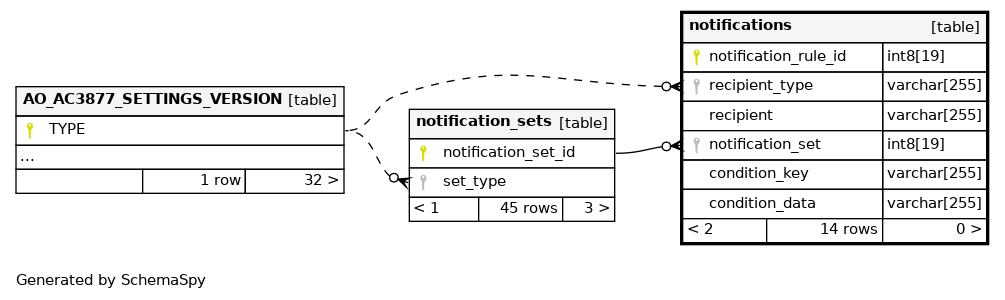 AO_AC3877_SETTINGS_VERSION [table]
TYPE
...
1 row 32 >
notification_sets [table]
notification_set_id
set_type
< 1 45 rows 3 >
notifications [table]
notification_rule_id int8[19]
recipient_type varchar[255]
recipient varchar[255]
notification_set int8[19]
condition_key varchar[255]
condition_data varchar[255]
< 2 14 rows 0 >
Generated by SchemaSpy